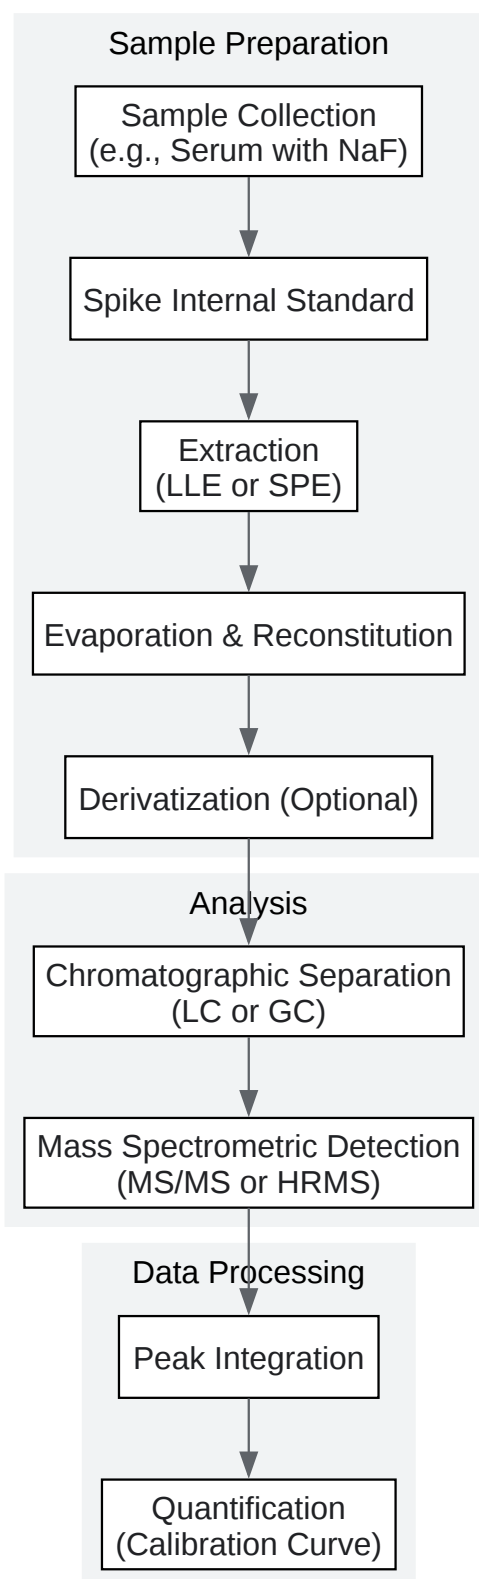 Sample Preparation
Sample Collection
(e.g., Serum with NaF)
Spike Internal Standard
Extraction
(LLE or SPE)
Evaporation & Reconstitution
Derivatization (Optional)
Analysis
Chromatographic Separation
(LC or GC)
Mass Spectrometric Detection
(MS/MS or HRMS)
Data Processing
Peak Integration
Quantification
(Calibration Curve)